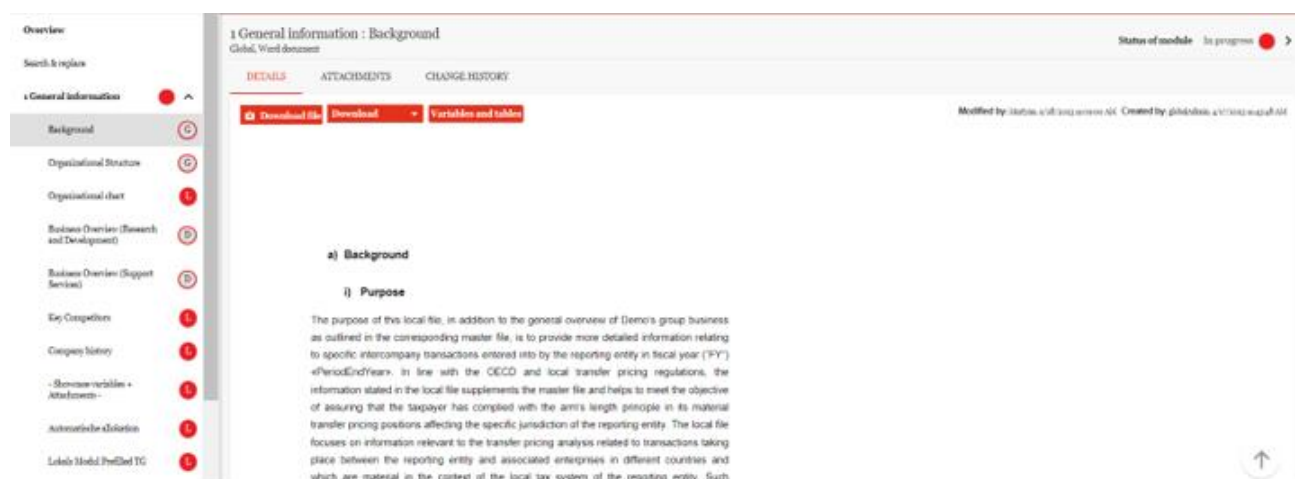 Overview
Search & replace
1 General information
Background
G
Organizational Structure
G
Organizational chart
L
Business Overview (Research
and Development)
D
Business Overview (Support
Services)
D
Key Competitors
L
Company history
L
- Showcase variables +
Attachments -
L
Automatische
L
Lokale Modul Prefilled TG
L
1 General information : Background
Global, Word document
Status of module In progress
DETAILS ATTACHMENTS CHANGE HISTORY
Download file Download Variables and tables
Modified by: Created by:
a) Background
i) Purpose
The purpose of this local file, in addition to the general overview of Demo's group business
as outlined in the corresponding master file, is to provide more detailed information relating
to specific intercompany transactions entered into by the reporting entity in fiscal year ("FY")
«PeriodEndYear». In line with the OECD and local transfer pricing regulations, the
information stated in the local file supplements the master file and helps to meet the objective
of assuring that the taxpayer has complied with the arm's length principle in its material
transfer pricing positions affecting the specific jurisdiction of the reporting entity. The local file
focuses on information relevant to the transfer pricing analysis related to transactions taking
place between the reporting entity and associated enterprises in different countries and
which are material in the context of the local tax system of the reporting entity. Such